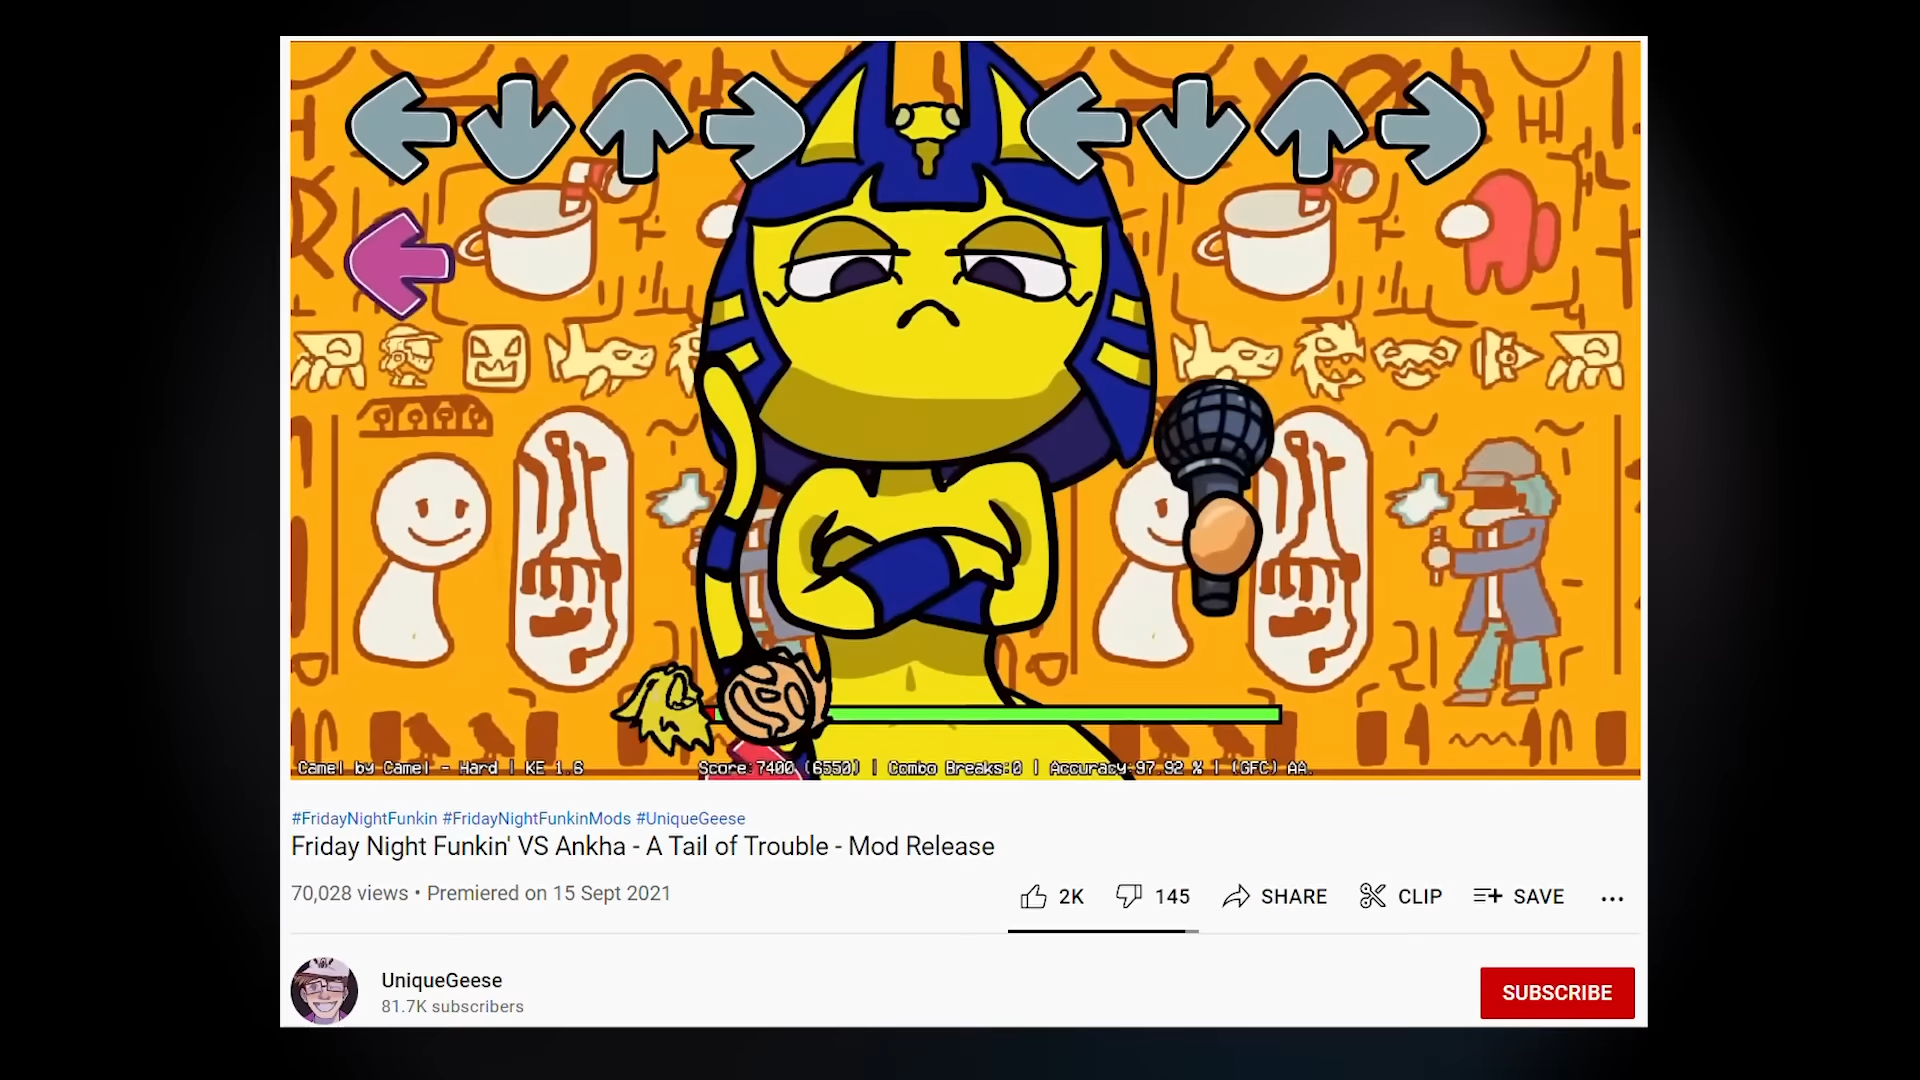 Camel by Camel - Hard | KE 1.6
Score:7400 (6550) | Combo Breaks:0 | Accuracy:97.92 % | (GFC) AA.
#FridayNightFunkin #FridayNightFunkinMods #UniqueGeese
Friday Night Funkin' VS Ankha - A Tail of Trouble - Mod Release
70,028 views • Premiered on 15 Sept 2021
2K
145
SHARE
CLIP
SAVE
UniqueGeese
81.7K subscribers
SUBSCRIBE